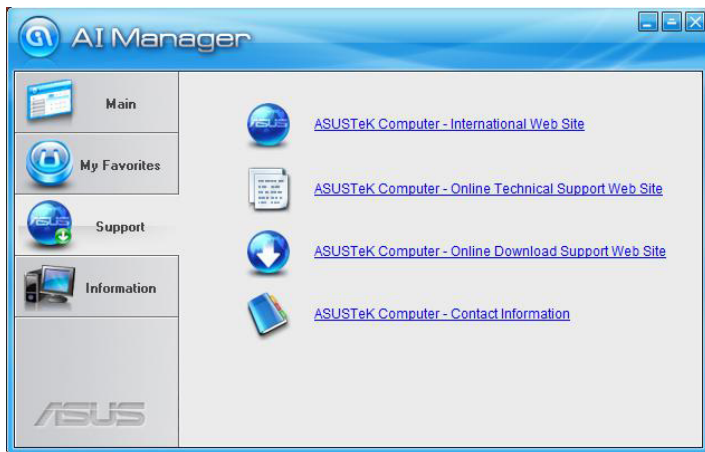 AI Manager
Main
My Favorites
Support
Information
ASUS
ASUSTeK Computer - International Web Site
ASUSTeK Computer - Online Technical Support Web Site
ASUSTeK Computer - Online Download Support Web Site
ASUSTeK Computer - Contact Information
/SUS